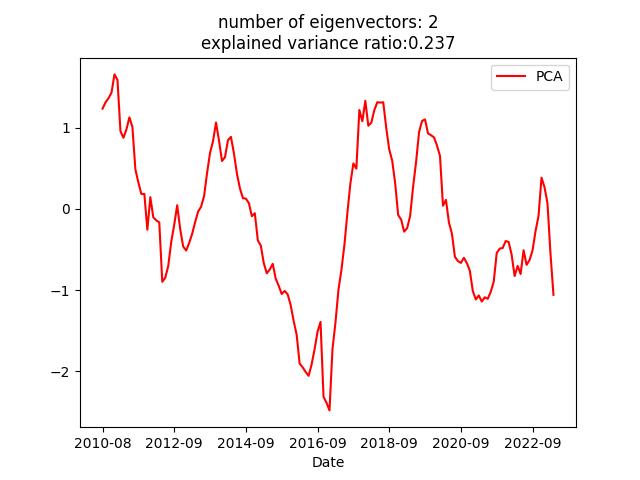 number of eigenvectors: 2
explained variance ratio:0.237
PCA
1
0
−1
−2
2010-08 2012-09 2014-09 2016-09 2018-09 2020-09 2022-09
Date